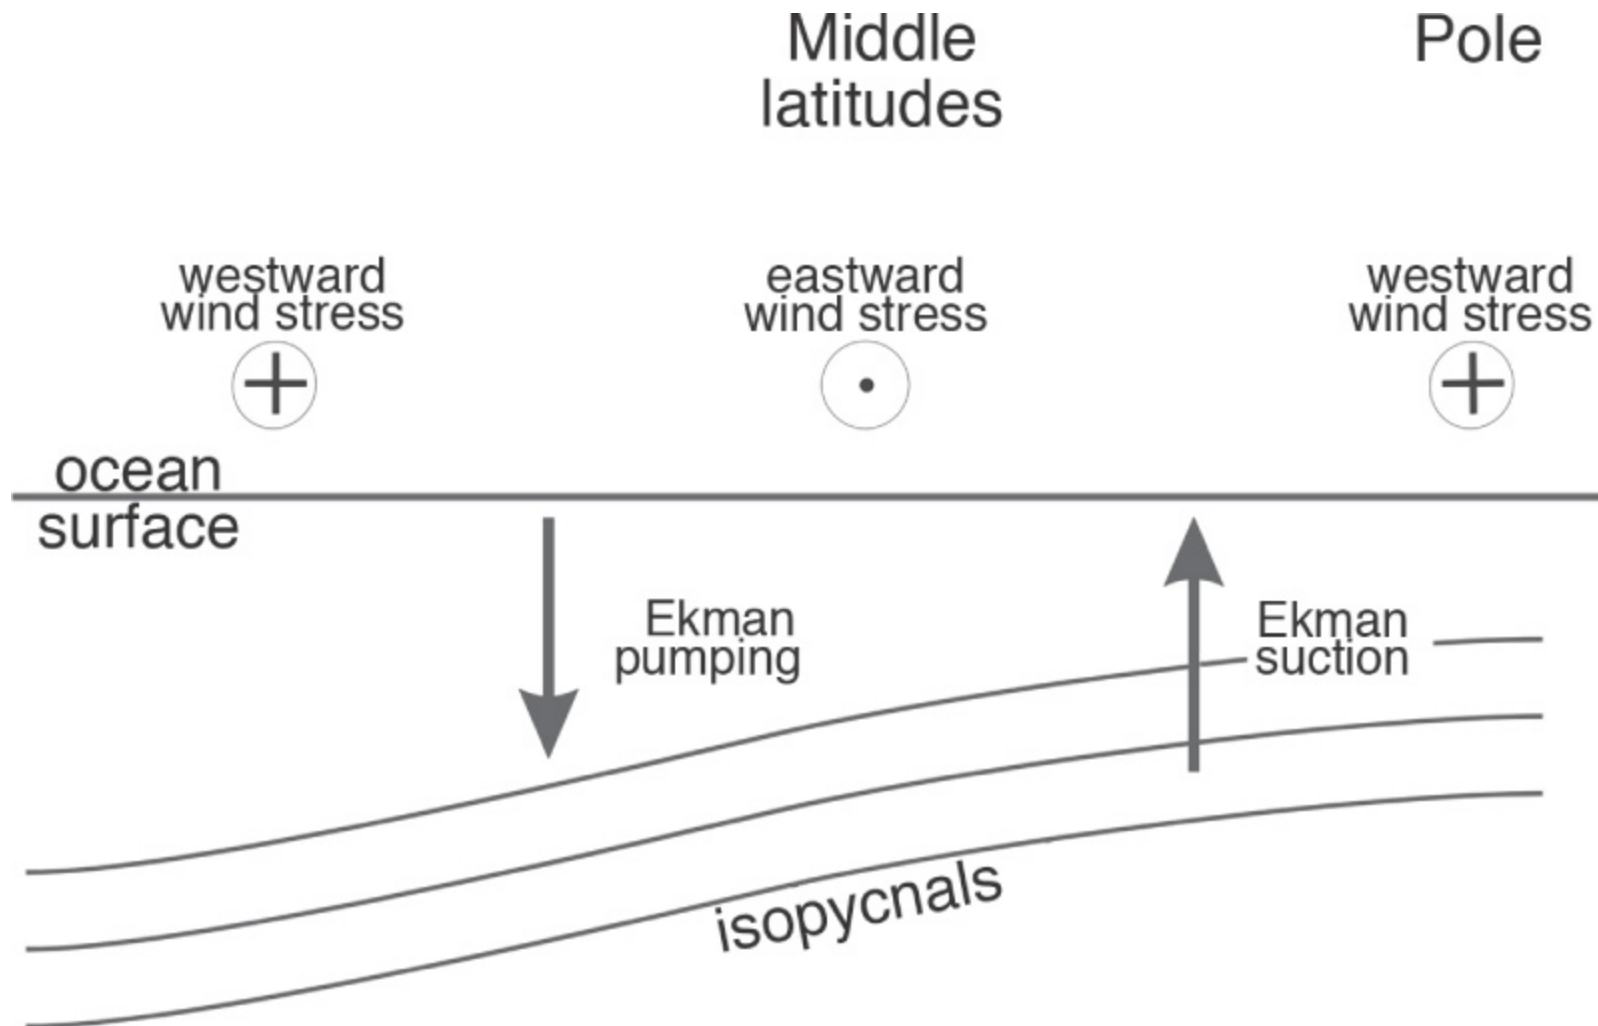 Middle
latitudes
Pole
westward
wind stress
eastward
wind stress
westward
wind stress
ocean
surface
Ekman
pumping
Ekman
suction
isopycnals